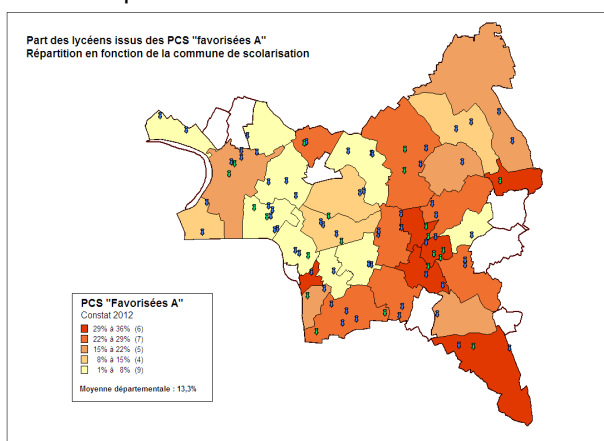 Part des lycéens issus des PCS "favorisées A"
Répartition en fonction de la commune de scolarisation
PCS "Favorisées A"
Constat 2012
29% à 36% (6)
22% à 29% (7)
15% à 22% (5)
8% à 15% (4)
1% à 8% (9)
Moyenne départementale : 13,3%